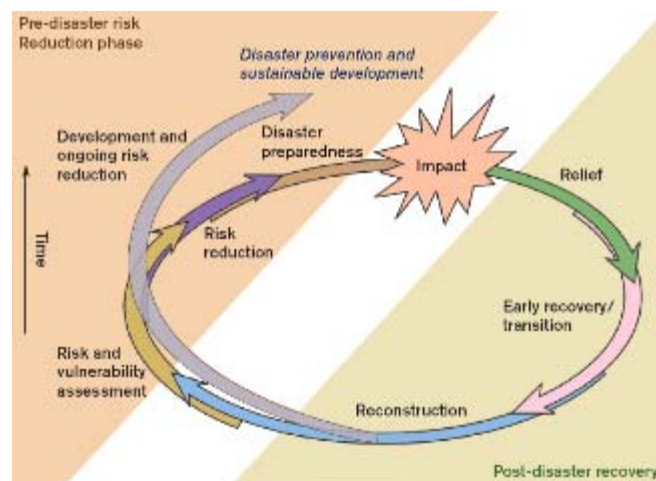 Pre-disaster risk
Reduction phase
Disaster prevention and
sustainable development
Development and
ongoing risk
reduction
Disaster
preparedness
Impact
Relief
Time
Risk
reduction
Early recovery/
transition
Risk and
vulnerability
assessment
Reconstruction
Post-disaster recovery